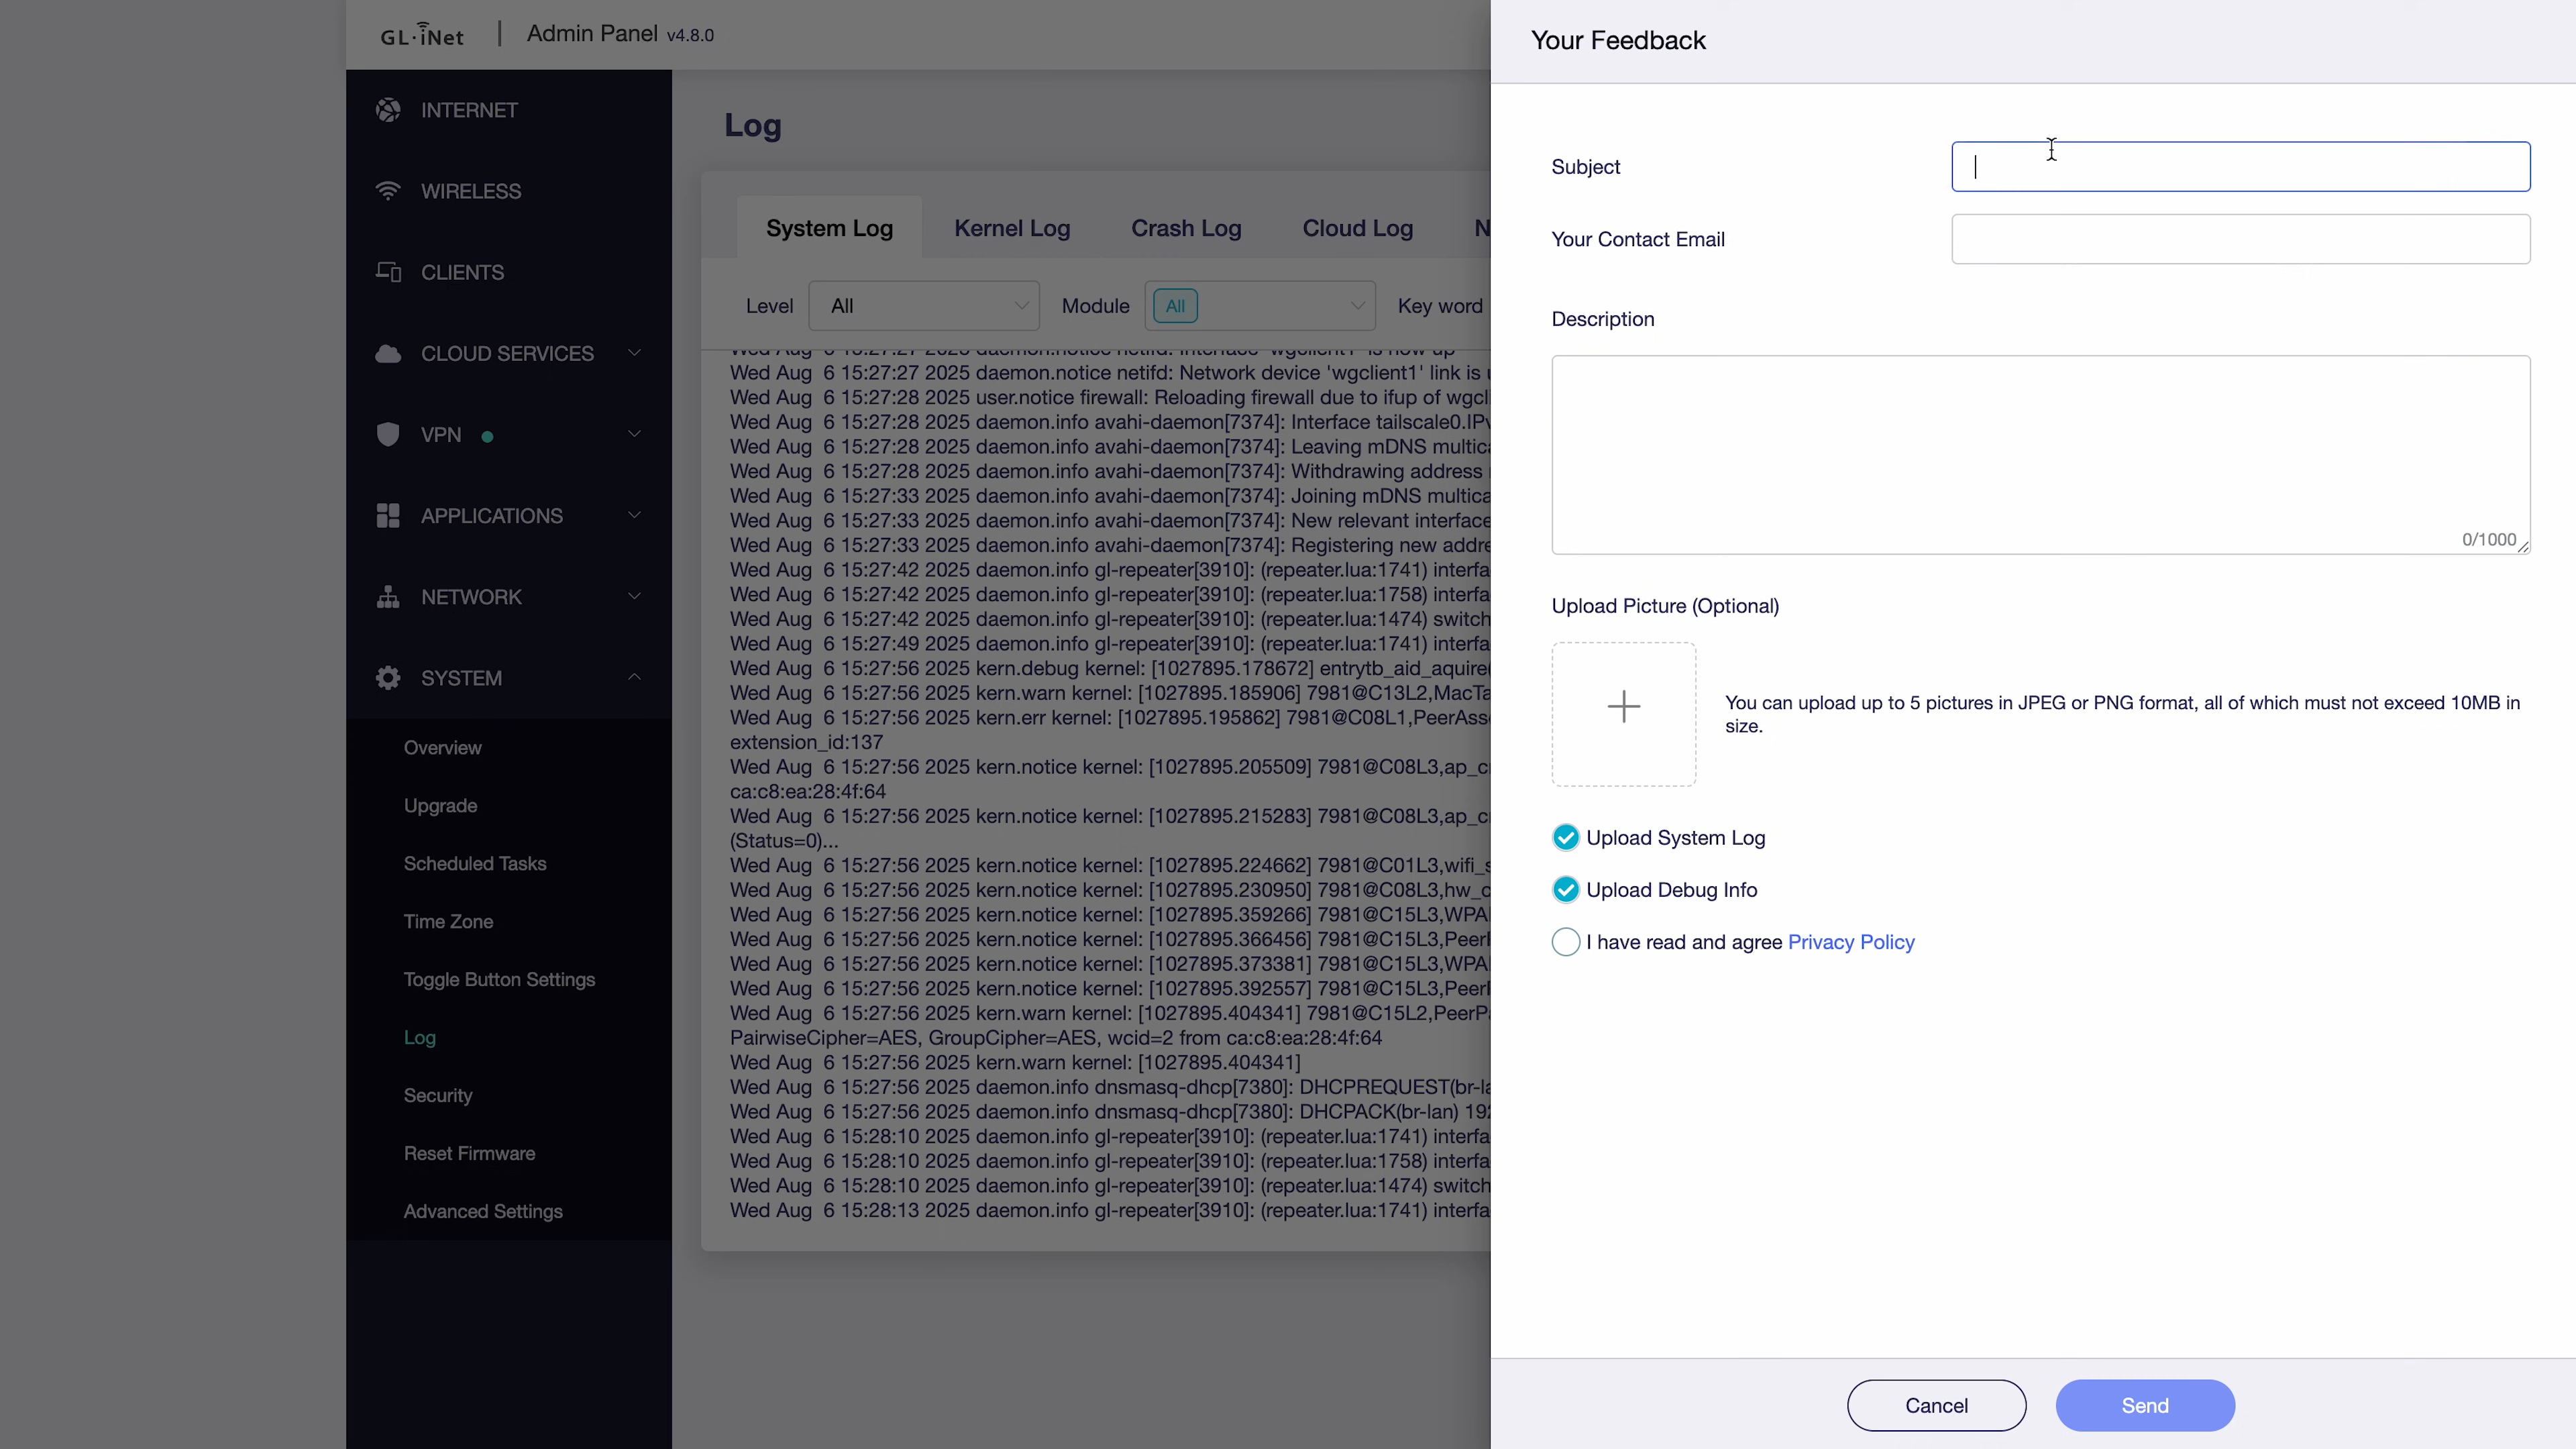 GL·iNet
Admin Panel v4.8.0
INTERNET
WIRELESS
CLIENTS
CLOUD SERVICES
VPN
APPLICATIONS
NETWORK
SYSTEM
Overview
Upgrade
Scheduled Tasks
Time Zone
Toggle Button Settings
Log
Security
Reset Firmware
Advanced Settings
Log
System Log Kernel Log Crash Log Cloud Log N
Level All Module All Key word
Wed Aug 6 15:27:27 2025 daemon.notice netifd: Interface 'wgclient1' is now up
Wed Aug 6 15:27:27 2025 daemon.notice netifd: Network device 'wgclient1' link is
Wed Aug 6 15:27:28 2025 user.notice firewall: Reloading firewall due to ifup of wgcl
Wed Aug 6 15:27:28 2025 daemon.info avahi-daemon[7374]: Interface tailscale0.IPv
Wed Aug 6 15:27:28 2025 daemon.info avahi-daemon[7374]: Leaving mDNS multica
Wed Aug 6 15:27:28 2025 daemon.info avahi-daemon[7374]: Withdrawing address
Wed Aug 6 15:27:33 2025 daemon.info avahi-daemon[7374]: Joining mDNS multica
Wed Aug 6 15:27:33 2025 daemon.info avahi-daemon[7374]: New relevant interface
Wed Aug 6 15:27:33 2025 daemon.info avahi-daemon[7374]: Registering new addre
Wed Aug 6 15:27:42 2025 daemon.info gl-repeater[3910]: (repeater.lua:1741) interfa
Wed Aug 6 15:27:42 2025 daemon.info gl-repeater[3910]: (repeater.lua:1758) interfa
Wed Aug 6 15:27:42 2025 daemon.info gl-repeater[3910]: (repeater.lua:1474) switch
Wed Aug 6 15:27:49 2025 daemon.info gl-repeater[3910]: (repeater.lua:1741) interfa
Wed Aug 6 15:27:56 2025 kern.debug kernel: [1027895.178672] entrytb_aid_aquire(
Wed Aug 6 15:27:56 2025 kern.warn kernel: [1027895.185906] 7981@C13L2,MacTa
Wed Aug 6 15:27:56 2025 kern.err kernel: [1027895.195862] 7981@C08L1,PeerAss
extension_id:137
Wed Aug 6 15:27:56 2025 kern.notice kernel: [1027895.205509] 7981@C08L3,ap_c
ca:c8:ea:28:4f:64
Wed Aug 6 15:27:56 2025 kern.notice kernel: [1027895.215283] 7981@C08L3,ap_c
(Status=0)...
Wed Aug 6 15:27:56 2025 kern.notice kernel: [1027895.224662] 7981@C01L3,wifi_s
Wed Aug 6 15:27:56 2025 kern.notice kernel: [1027895.230950] 7981@C08L3,hw_c
Wed Aug 6 15:27:56 2025 kern.notice kernel: [1027895.359266] 7981@C15L3,WPA
Wed Aug 6 15:27:56 2025 kern.notice kernel: [1027895.366456] 7981@C15L3,Peer
Wed Aug 6 15:27:56 2025 kern.notice kernel: [1027895.373381] 7981@C15L3,WPA
Wed Aug 6 15:27:56 2025 kern.notice kernel: [1027895.392557] 7981@C15L3,Peer
Wed Aug 6 15:27:56 2025 kern.warn kernel: [1027895.404341] 7981@C15L2,PeerP
PairwiseCipher=AES, GroupCipher=AES, wcid=2 from ca:c8:ea:28:4f:64
Wed Aug 6 15:27:56 2025 kern.warn kernel: [1027895.404341]
Wed Aug 6 15:27:56 2025 daemon.info dnsmasq-dhcp[7380]: DHCPREQUEST(br-la
Wed Aug 6 15:27:56 2025 daemon.info dnsmasq-dhcp[7380]: DHCPACK(br-lan) 192
Wed Aug 6 15:28:10 2025 daemon.info gl-repeater[3910]: (repeater.lua:1741) interfa
Wed Aug 6 15:28:10 2025 daemon.info gl-repeater[3910]: (repeater.lua:1758) interfa
Wed Aug 6 15:28:10 2025 daemon.info gl-repeater[3910]: (repeater.lua:1474) switch
Wed Aug 6 15:28:13 2025 daemon.info gl-repeater[3910]: (repeater.lua:1741) interfa
Your Feedback
Subject
Your Contact Email
Description
0/1000
Upload Picture (Optional)
You can upload up to 5 pictures in JPEG or PNG format, all of which must not exceed 10MB in
size.
Upload System Log
Upload Debug Info
I have read and agree Privacy Policy
Cancel
Send